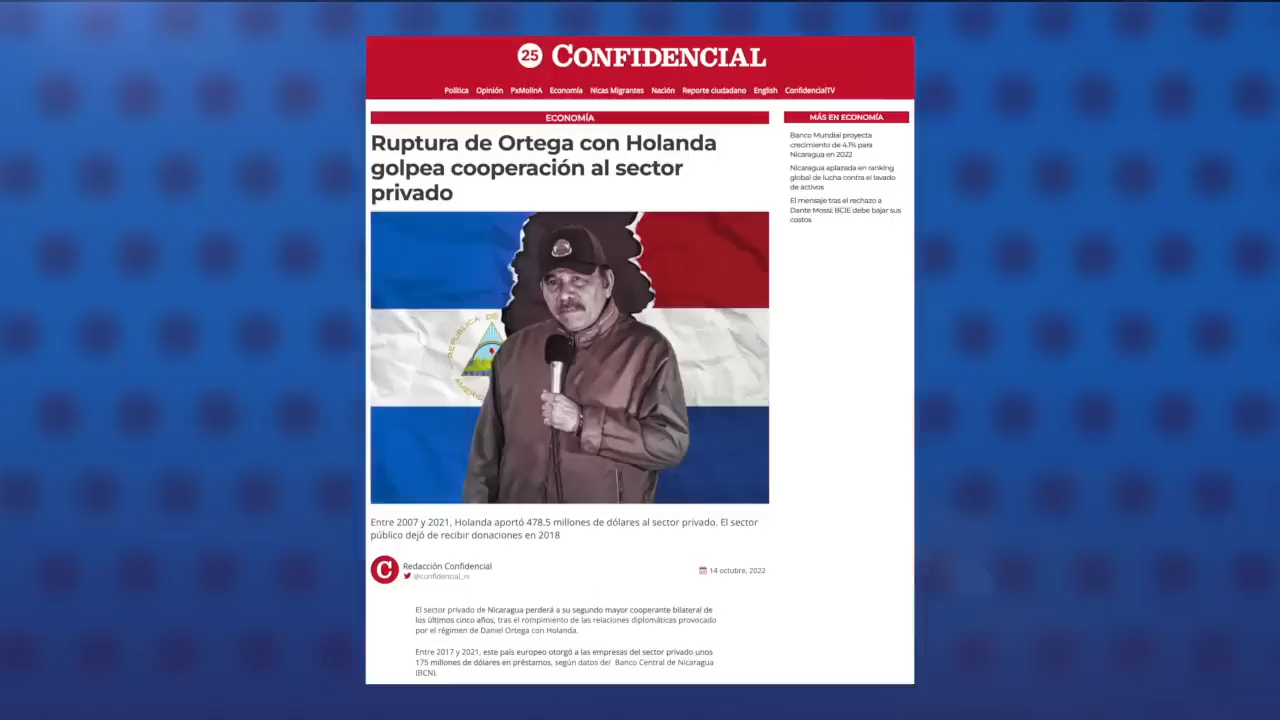 25 CONFIDENCIAL
Política Opinión PxMolinA Economía Nicas Migrantes Nación Reporte ciudadano English ConfidencialTV
ECONOMÍA
Ruptura de Ortega con Holanda
golpea cooperación al sector
privado
REPÚBLICA DE
AMÉRIC
Entre 2007 y 2021, Holanda aportó 478.5 millones de dólares al sector privado. El sector
público dejó de recibir donaciones en 2018
C Redacción Confidencial
@confidencial_ni
14 octubre, 2022
El sector privado de Nicaragua perderá a su segundo mayor cooperante bilateral de
los últimos cinco años, tras el rompimiento de las relaciones diplomáticas provocado
por el régimen de Daniel Ortega con Holanda.
Entre 2017 y 2021, este país europeo otorgó a las empresas del sector privado unos
175 millones de dólares en préstamos, según datos del Banco Central de Nicaragua
(BCN).
MÁS EN ECONOMÍA
Banco Mundial proyecta
crecimiento de 4.1% para
Nicaragua en 2022
Nicaragua aplazada en ranking
global de lucha contra el lavado
de activos
El mensaje tras el rechazo a
Dante Mossi: BCIE debe bajar sus
costos